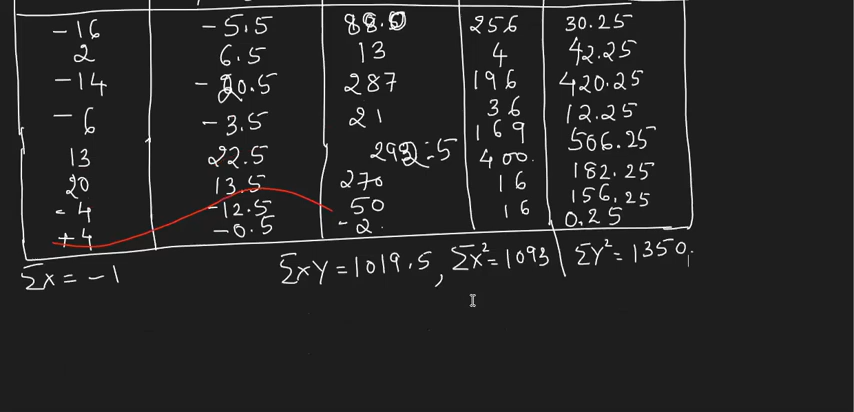 -16 -5.5 88.0 256 30.25
2 6.5 13 4 42.25
-14 -20.5 287 196 420.25
-6 -3.5 21 36 12.25
13 22.5 292.5 169 506.25
20 13.5 270 400 182.25
-4 -12.5 50 16 156.25
+4 -0.5 -2 16 0.25
Σx = -1 ΣxY = 1019.5, Σx² = 1093 ΣY² = 1350